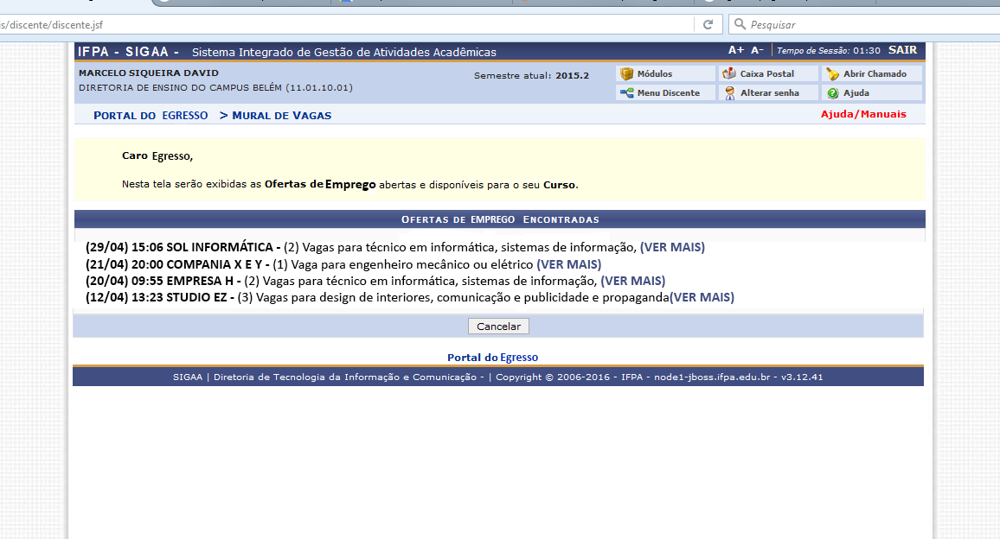 is/discente/discente.jsf
Pesquisar
IFPA - SIGAA - Sistema Integrado de Gestão de Atividades Acadêmicas
A+ A- Tempo de Sessão: 01:30 SAIR
MARCELO SIQUEIRA DAVID
Semestre atual: 2015.2
DIRETORIA DE ENSINO DO CAMPUS BELÉM (11.01.10.01)
Módulos Caixa Postal Abrir Chamado
Menu Discente Alterar senha Ajuda
PORTAL DO EGRESSO > MURAL DE VAGAS
Ajuda/Manuais
Caro Egresso,
Nesta tela serão exibidas as Ofertas de Emprego abertas e disponíveis para o seu Curso.
OFERTAS DE EMPREGO ENCONTRADAS
(29/04) 15:06 SOL INFORMÁTICA - (2) Vagas para técnico em informática, sistemas de informação, (VER MAIS)
(21/04) 20:00 COMPANIA X E Y - (1) Vaga para engenheiro mecânico ou elétrico (VER MAIS)
(20/04) 09:55 EMPRESA H - (2) Vagas para técnico em informática, sistemas de informação, (VER MAIS)
(12/04) 13:23 STUDIO EZ - (3) Vagas para design de interiores, comunicação e publicidade e propaganda(VER MAIS)
Cancelar
Portal do Egresso
SIGAA | Diretoria de Tecnologia da Informação e Comunicação - | Copyright © 2006-2016 - IFPA - node1-jboss.ifpa.edu.br - v3.12.41